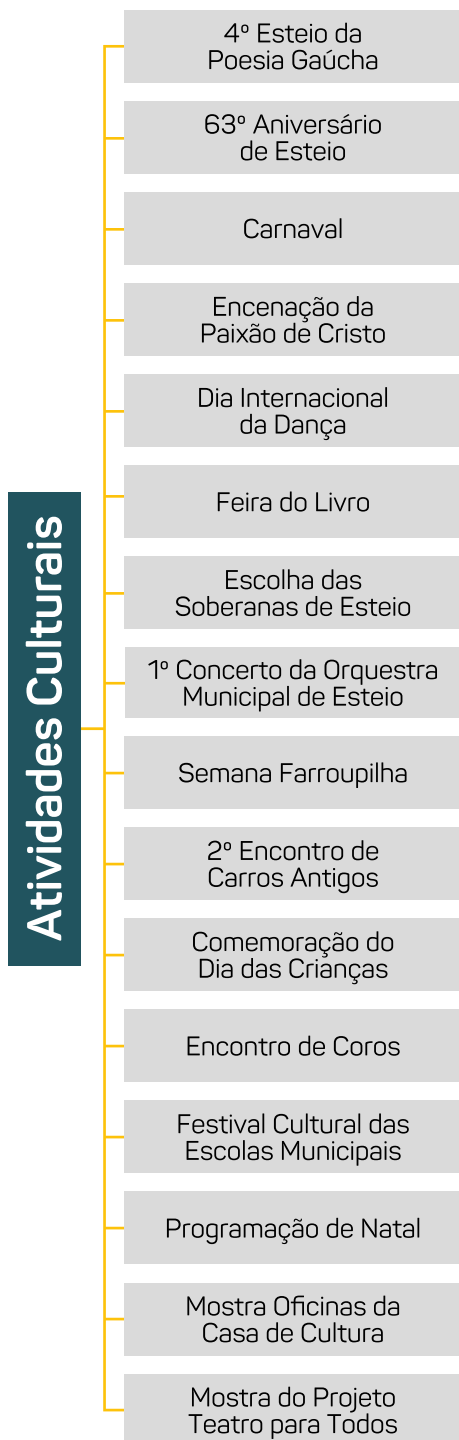 Atividades Culturais
4º Esteio da
Poesia Gaúcha
63º Aniversário
de Esteio
Carnaval
Encenação da
Paixão de Cristo
Dia Internacional
da Dança
Feira do Livro
Escolha das
Soberanas de Esteio
1º Concerto da Orquestra
Municipal de Esteio
Semana Farroupilha
2º Encontro de
Carros Antigos
Comemoração do
Dia das Crianças
Encontro de Coros
Festival Cultural das
Escolas Municipais
Programação de Natal
Mostra Oficinas da
Casa de Cultura
Mostra do Projeto
Teatro para Todos